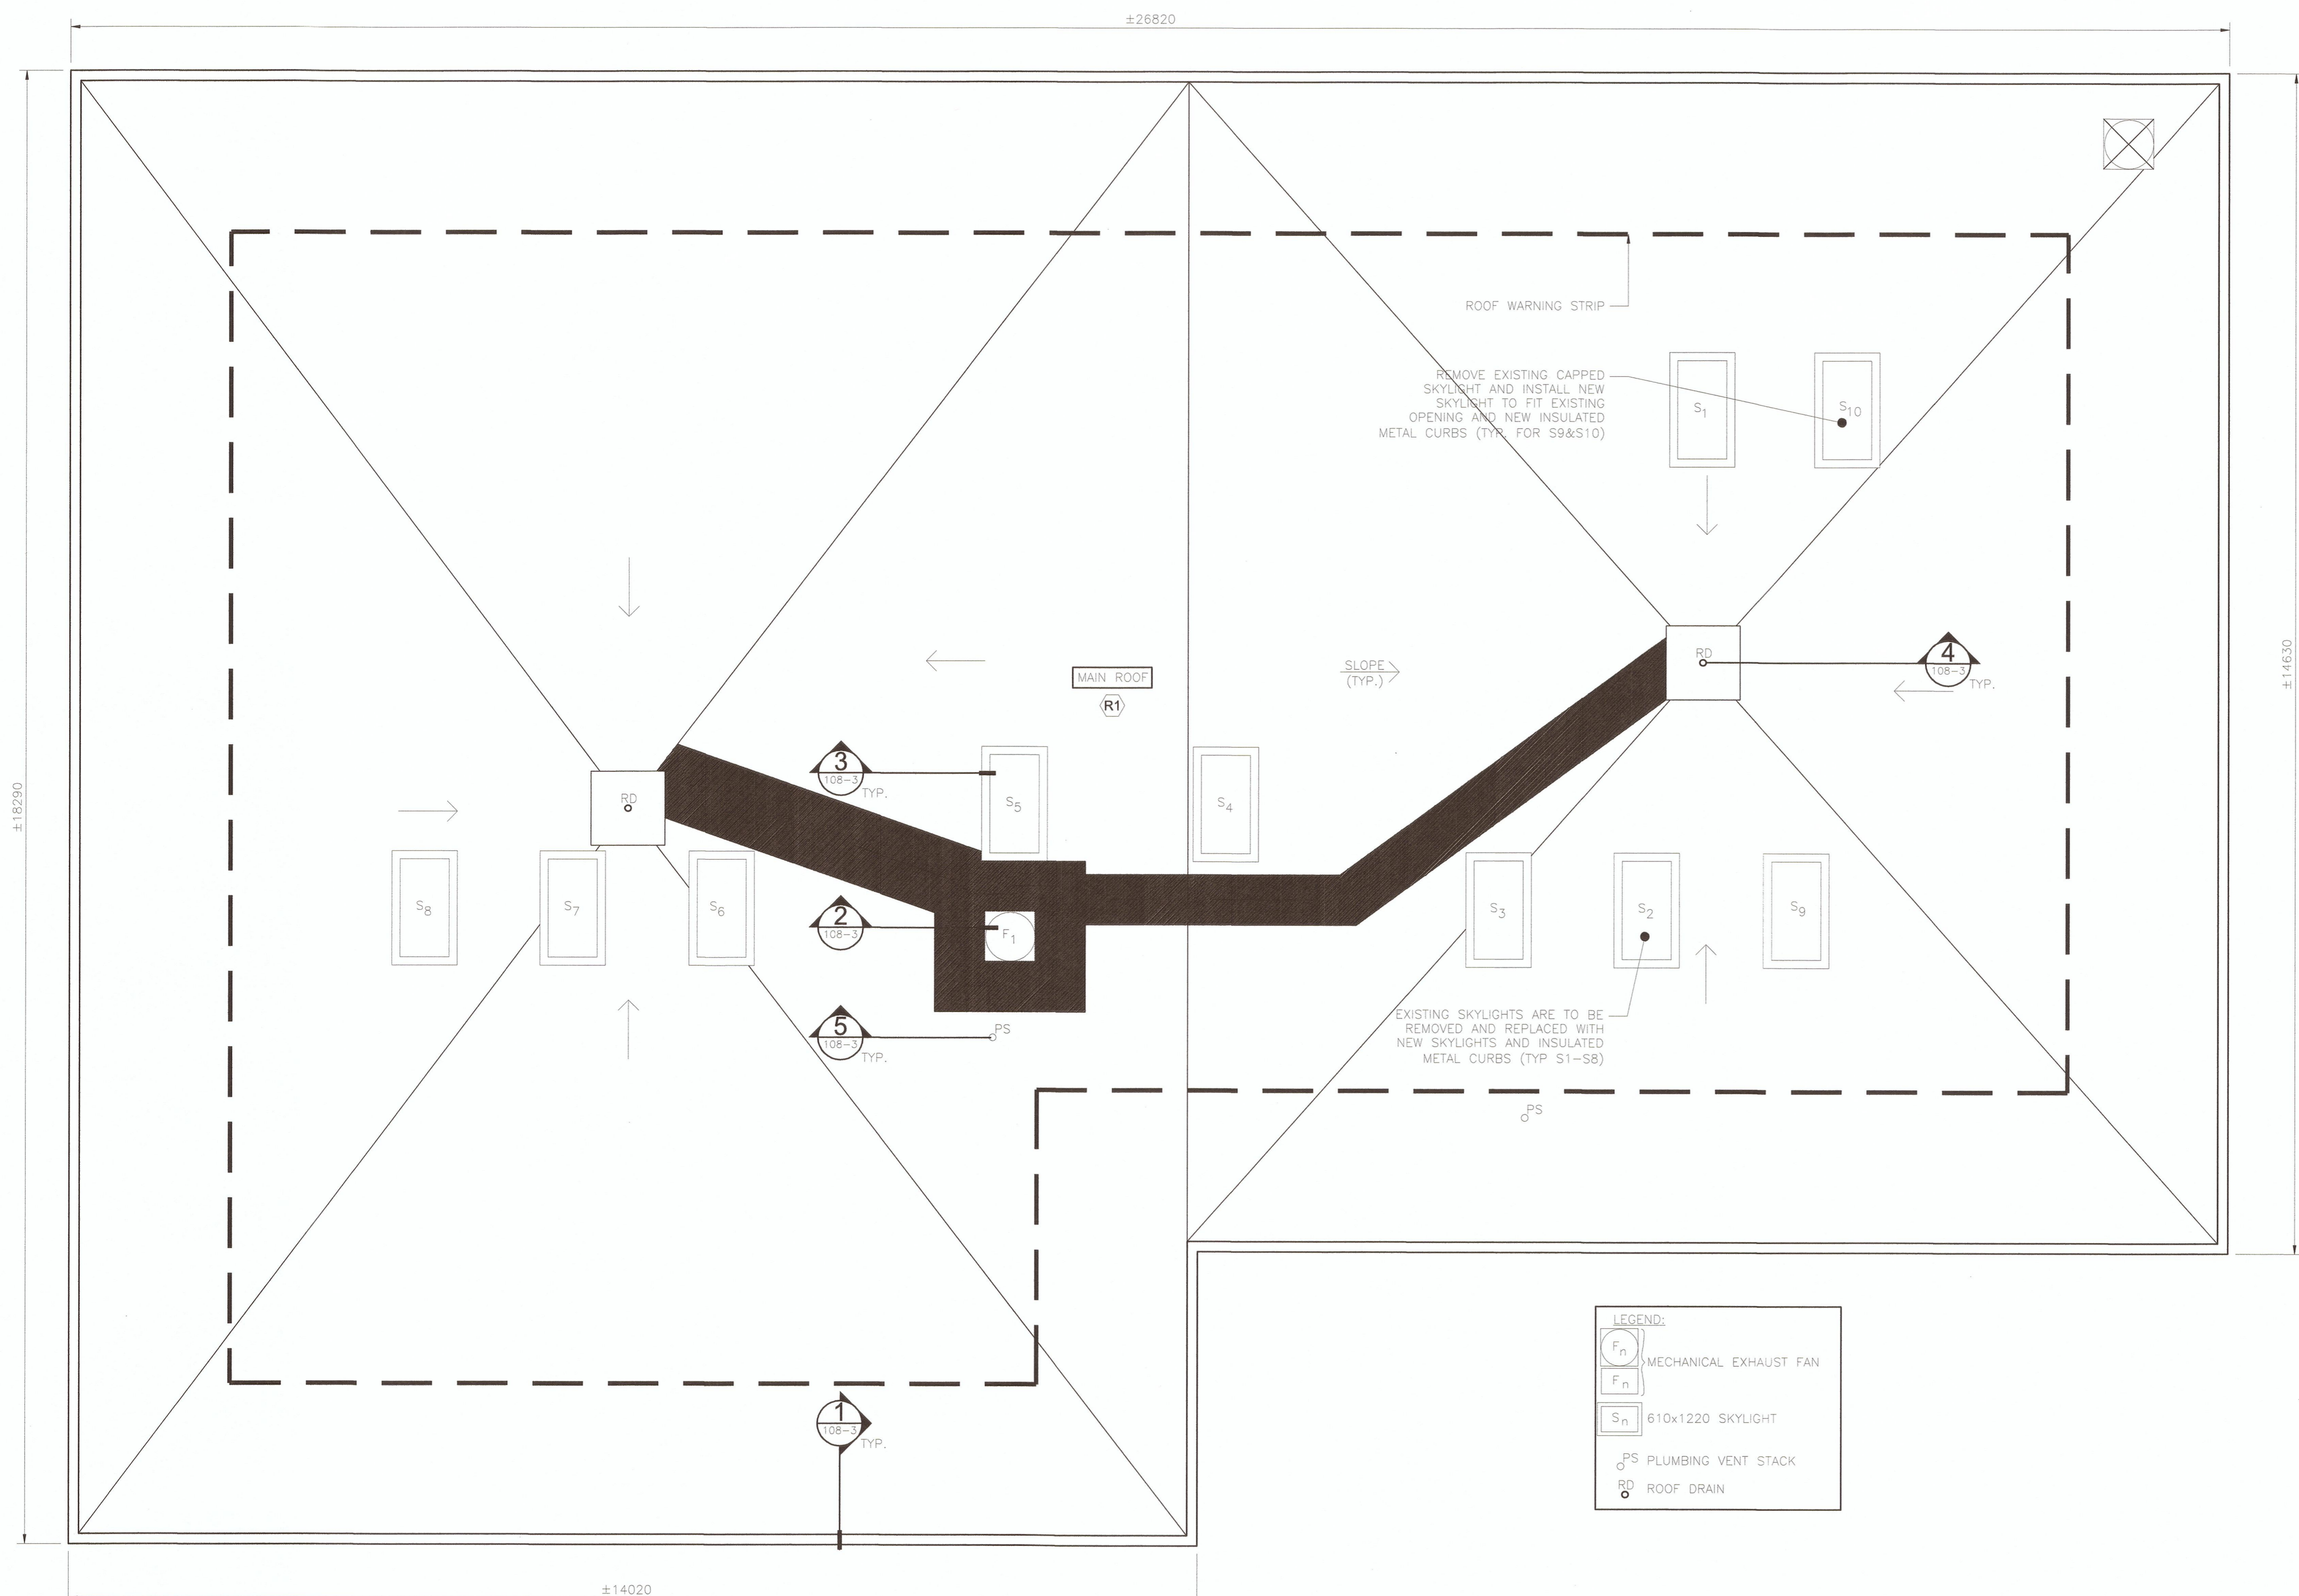 ±26820
ROOF WARNING STRIP
REMOVE EXISTING CAPPED
SKYLIGHT AND INSTALL NEW
SKYLIGHT TO FIT EXISTING
OPENING AND NEW INSULATED
METAL CURBS (TYP. FOR S9&S10)
S1
S10
±18290
±14630
MAIN ROOF
R1
SLOPE
(TYP.)
RD
4
108-3
TYP.
3
108-3
TYP.
RD
S5
S4
S8
S7
S6
2
108-3
F1
S3
S2
S9
5
108-3
TYP.
PS
EXISTING SKYLIGHTS ARE TO BE
REMOVED AND REPLACED WITH
NEW SKYLIGHTS AND INSULATED
METAL CURBS (TYP S1-S8)
PS
1
108-3
TYP.
LEGEND:
Fn
MECHANICAL EXHAUST FAN
Fn
Sn 610x1220 SKYLIGHT
PS PLUMBING VENT STACK
RD ROOF DRAIN
±14020